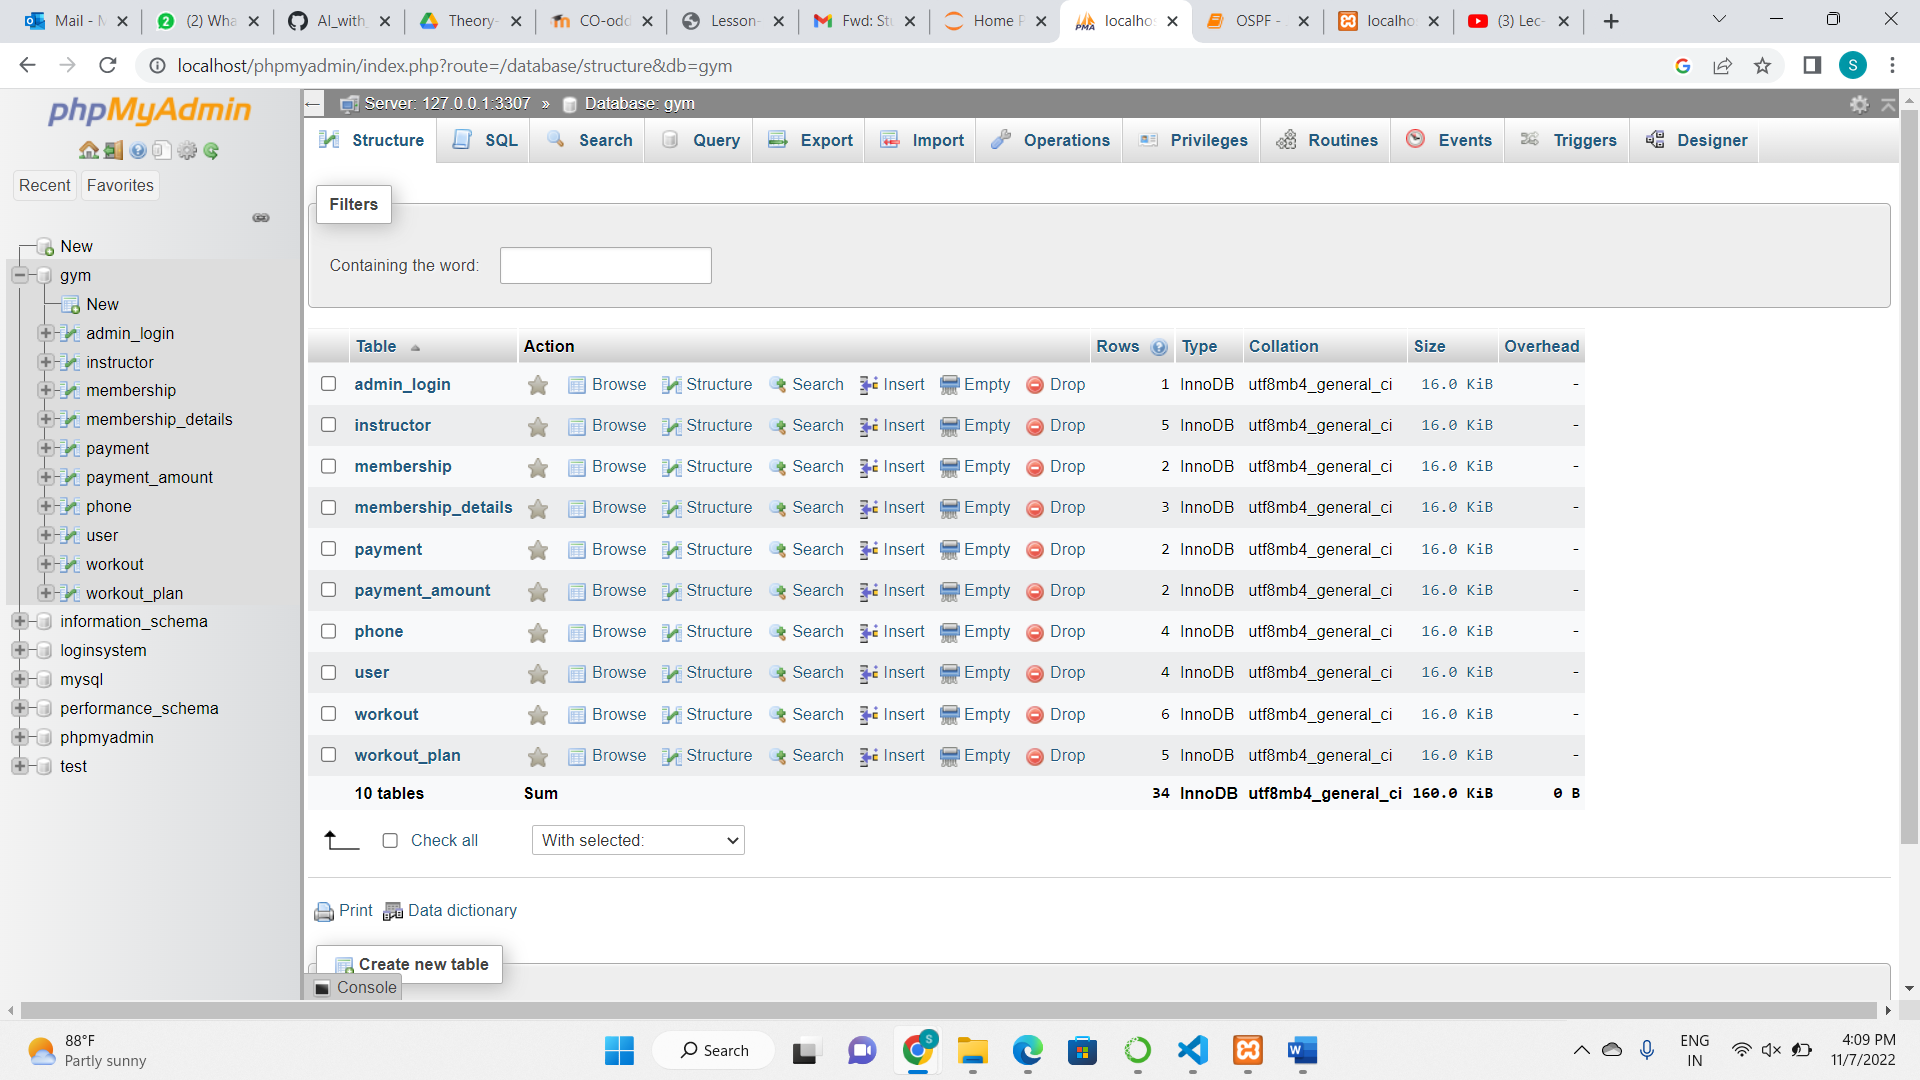 Mail - M
(2) Wha
AI_with_
Theory-
CO-odd
Lesson-
Fwd: Stu
Home P
localhos
OSPF -
localhos
(3) Lec-
localhost/phpmyadmin/index.php?route=/database/structure&db=gym
S
phpMyAdmin
Recent Favorites
New
gym
New
admin_login
instructor
membership
membership_details
payment
payment_amount
phone
user
workout
workout_plan
information_schema
loginsystem
mysql
performance_schema
phpmyadmin
test
Server: 127.0.0.1:3307 » Database: gym
Structure SQL Search Query Export Import Operations Privileges Routines Events Triggers Designer
Filters
Containing the word:
Table Action Rows Type Collation Size Overhead
admin_login Browse Structure Search Insert Empty Drop 1 InnoDB utf8mb4_general_ci 16.0 KiB -
instructor Browse Structure Search Insert Empty Drop 5 InnoDB utf8mb4_general_ci 16.0 KiB -
membership Browse Structure Search Insert Empty Drop 2 InnoDB utf8mb4_general_ci 16.0 KiB -
membership_details Browse Structure Search Insert Empty Drop 3 InnoDB utf8mb4_general_ci 16.0 KiB -
payment Browse Structure Search Insert Empty Drop 2 InnoDB utf8mb4_general_ci 16.0 KiB -
payment_amount Browse Structure Search Insert Empty Drop 2 InnoDB utf8mb4_general_ci 16.0 KiB -
phone Browse Structure Search Insert Empty Drop 4 InnoDB utf8mb4_general_ci 16.0 KiB -
user Browse Structure Search Insert Empty Drop 4 InnoDB utf8mb4_general_ci 16.0 KiB -
workout Browse Structure Search Insert Empty Drop 6 InnoDB utf8mb4_general_ci 16.0 KiB -
workout_plan Browse Structure Search Insert Empty Drop 5 InnoDB utf8mb4_general_ci 16.0 KiB -
10 tables Sum 34 InnoDB utf8mb4_general_ci 160.0 KiB 0 B
Check all With selected:
Print Data dictionary
Create new table
Console
88°F
Partly sunny
Search
S
ENG
IN
4:09 PM
11/7/2022